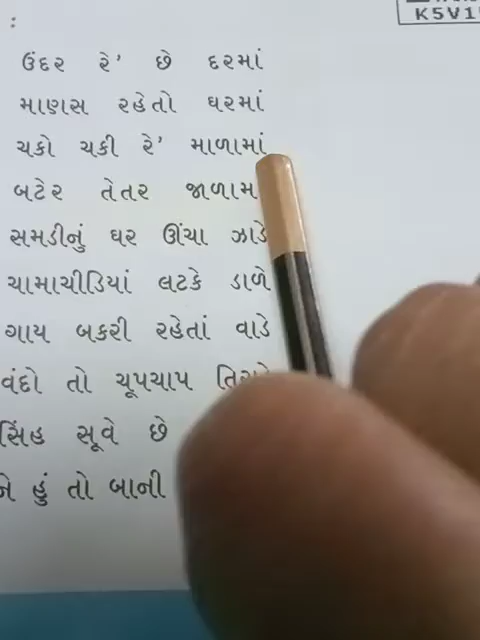 :
K5V1
ઉંદર રે’ છે દરમાં
માણસ રહેતો ઘરમાં
ચકો ચકી રે’ માળામાં
બટેર તેતર જાળામ
સમડીનું ઘર ઊંચા ઝાડે
ચામાચીડિયાં લટકે ડાળે
ગાય બકરી રહેતાં વાડે
વંદો તો ચૂપચાપ
સિંહ સૂવે છે
ને હું તો બાની